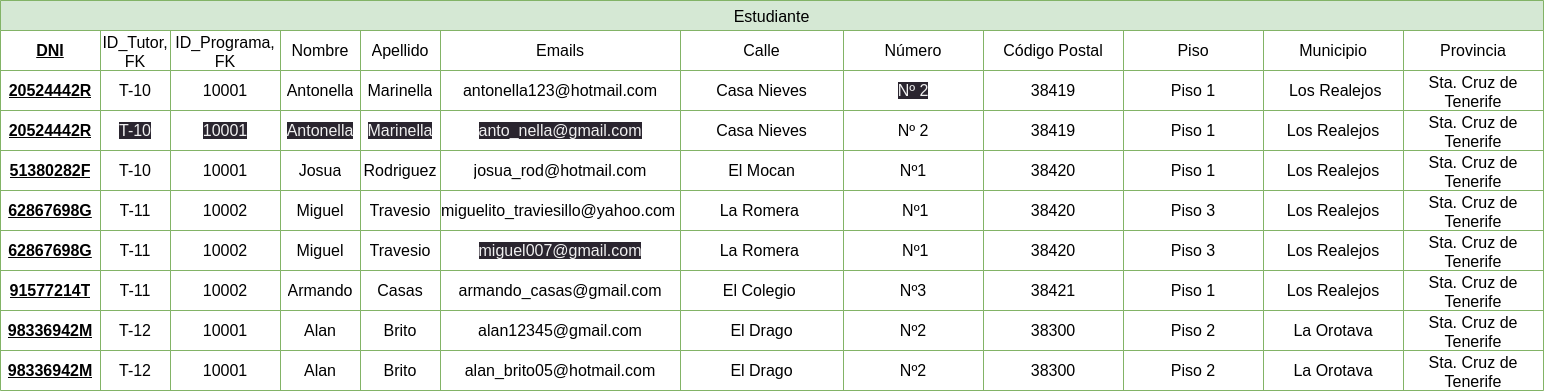 Estudiante
DNI ID_Tutor, FK ID_Programa, FK Nombre Apellido Emails Calle Número Código Postal Piso Municipio Provincia
20524442R T-10 10001 Antonella Marinella antonella123@hotmail.com Casa Nieves Nº 2 38419 Piso 1 Los Realejos Sta. Cruz de Tenerife
20524442R T-10 10001 Antonella Marinella anto_nella@gmail.com Casa Nieves Nº 2 38419 Piso 1 Los Realejos Sta. Cruz de Tenerife
51380282F T-10 10001 Josua Rodriguez josua_rod@hotmail.com El Mocan Nº1 38420 Piso 1 Los Realejos Sta. Cruz de Tenerife
62867698G T-11 10002 Miguel Travesio miguelito_traviesillo@yahoo.com La Romera Nº1 38420 Piso 3 Los Realejos Sta. Cruz de Tenerife
62867698G T-11 10002 Miguel Travesio miguel007@gmail.com La Romera Nº1 38420 Piso 3 Los Realejos Sta. Cruz de Tenerife
91577214T T-11 10002 Armando Casas armando_casas@gmail.com El Colegio Nº3 38421 Piso 1 Los Realejos Sta. Cruz de Tenerife
98336942M T-12 10001 Alan Brito alan12345@gmail.com El Drago Nº2 38300 Piso 2 La Orotava Sta. Cruz de Tenerife
98336942M T-12 10001 Alan Brito alan_brito05@hotmail.com El Drago Nº2 38300 Piso 2 La Orotava Sta. Cruz de Tenerife